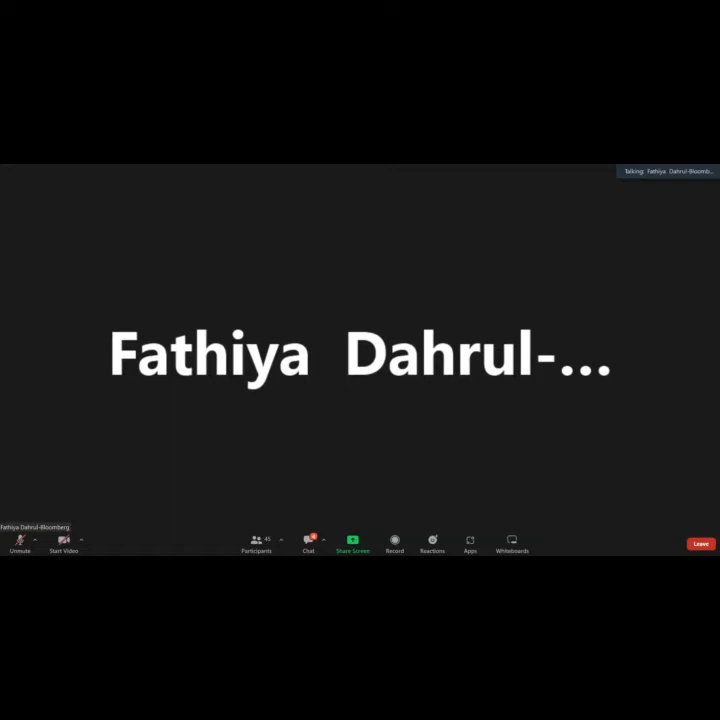 Talking: Fathiya Dahrul-Bloomb...
Fathiya Dahrul-...
Fathiya Dahrul-Bloomberg
Unmute
Start Video
45
Participants
4
Chat
Share Screen
Record
Reactions
Apps
Whiteboards
Leave